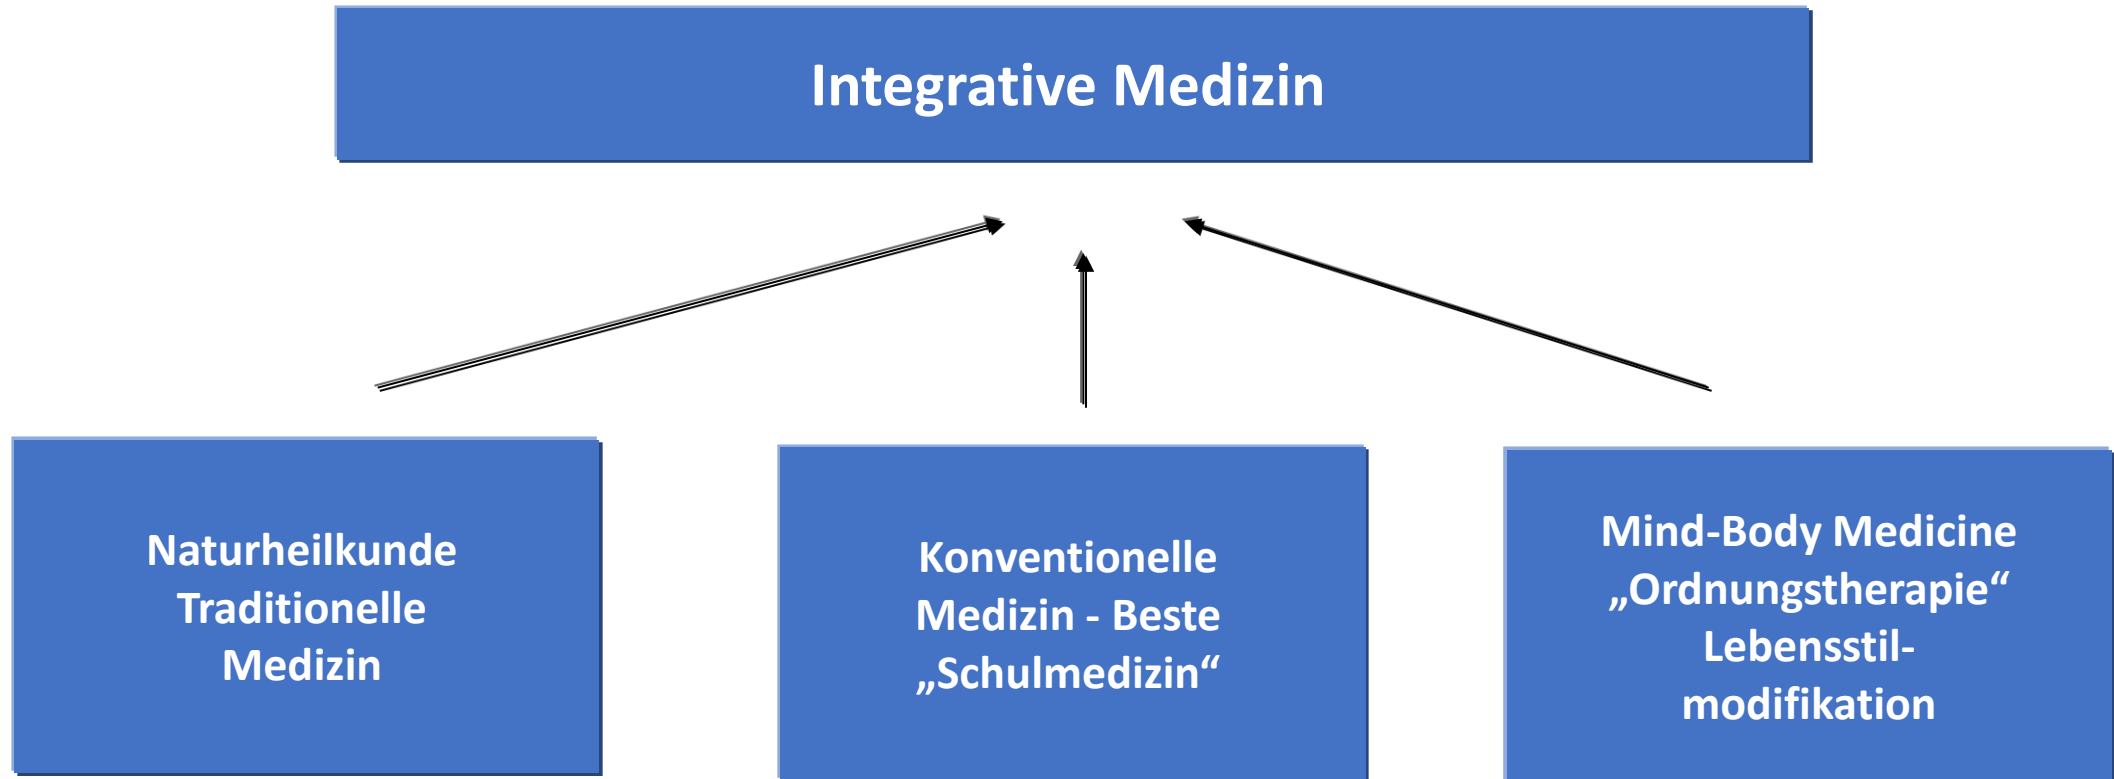 Integrative Medizin
Naturheilkunde
Traditionelle
Medizin
Konventionelle
Medizin - Beste
„Schulmedizin“
Mind-Body Medicine
„Ordnungstherapie“
Lebensstil-
modifikation